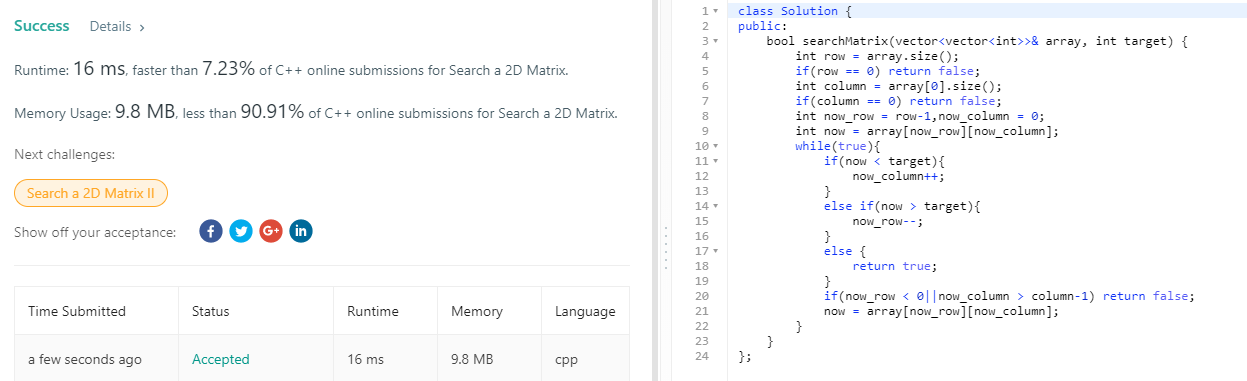 Success Details >
Runtime: 16 ms, faster than 7.23% of C++ online submissions for Search a 2D Matrix.
Memory Usage: 9.8 MB, less than 90.91% of C++ online submissions for Search a 2D Matrix.
Next challenges:
Search a 2D Matrix II
Show off your acceptance: f G+ in
Time Submitted Status Runtime Memory Language
a few seconds ago Accepted 16 ms 9.8 MB cpp
1 class Solution {
2 public:
3     bool searchMatrix(vector<vector<int>>& array, int target) {
4         int row = array.size();
5         if(row == 0) return false;
6         int column = array[0].size();
7         if(column == 0) return false;
8         int now_row = row-1,now_column = 0;
9         int now = array[now_row][now_column];
10         while(true){
11             if(now < target){
12                 now_column++;
13             }
14             else if(now > target){
15                 now_row--;
16             }
17             else {
18                 return true;
19             }
20             if(now_row < 0||now_column > column-1) return false;
21             now = array[now_row][now_column];
22         }
23     }
24 };